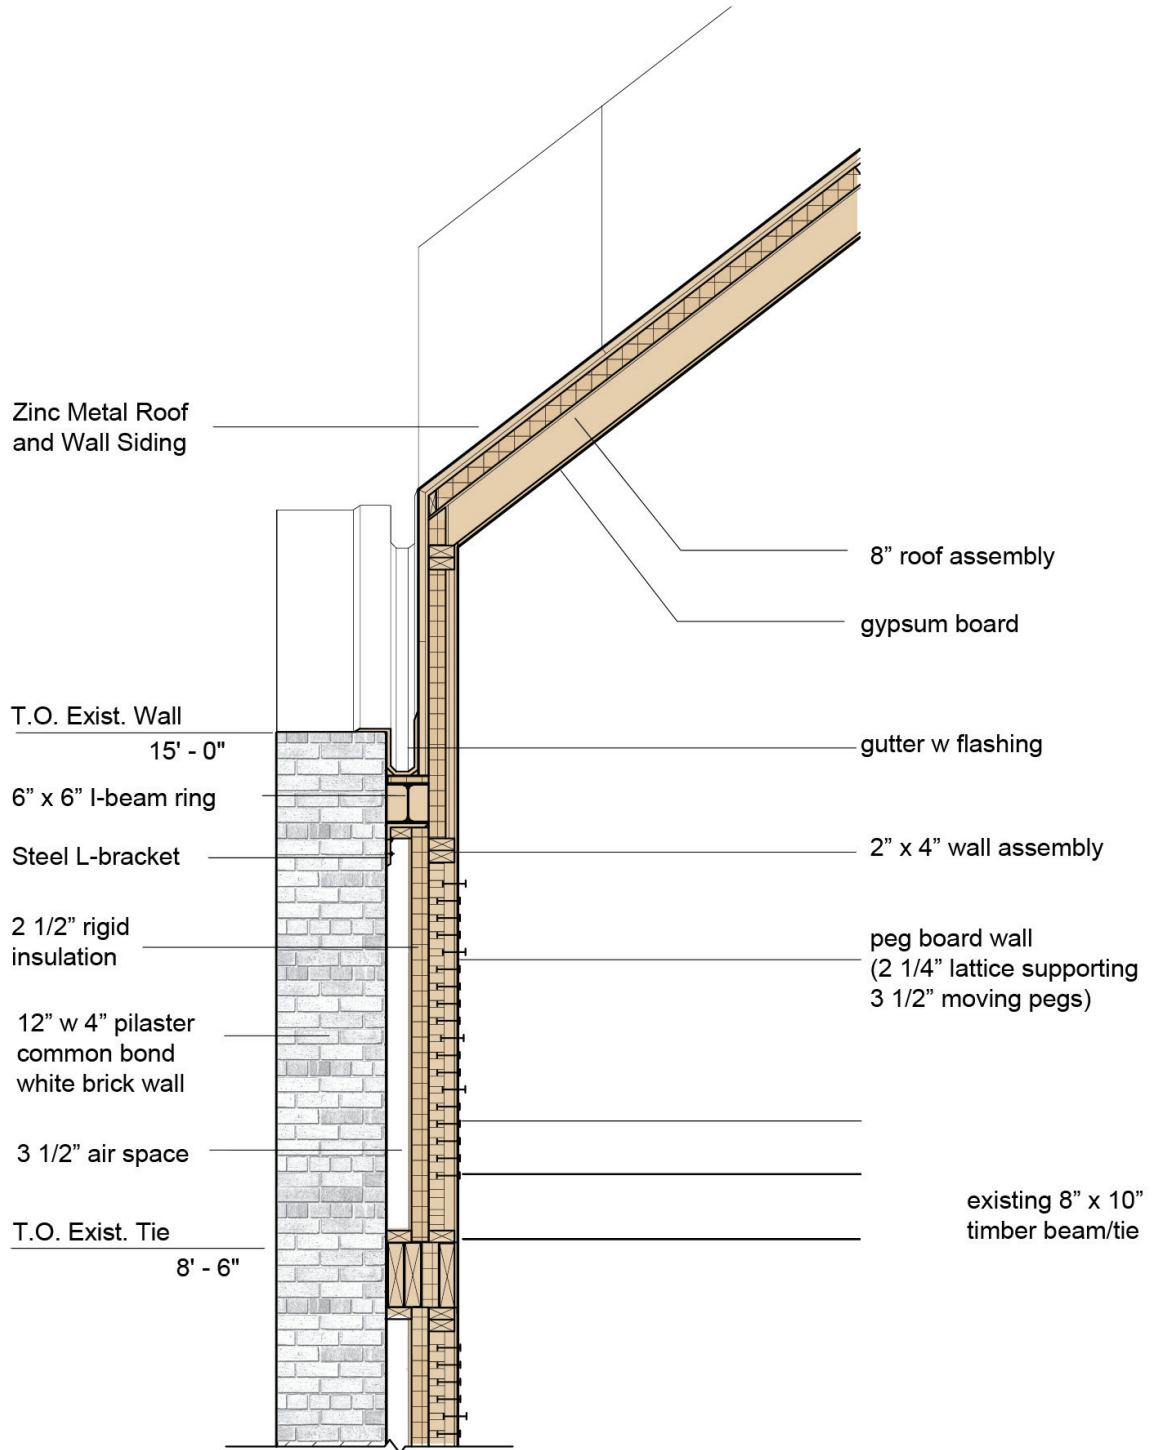 Zinc Metal Roof
and Wall Siding
8” roof assembly
gypsum board
T.O. Exist. Wall
15' - 0"
gutter w flashing
6” x 6” I-beam ring
Steel L-bracket
2” x 4” wall assembly
2 1/2” rigid
insulation
peg board wall
(2 1/4” lattice supporting
3 1/2” moving pegs)
12” w 4” pilaster
common bond
white brick wall
3 1/2” air space
existing 8” x 10”
timber beam/tie
T.O. Exist. Tie
8' - 6"